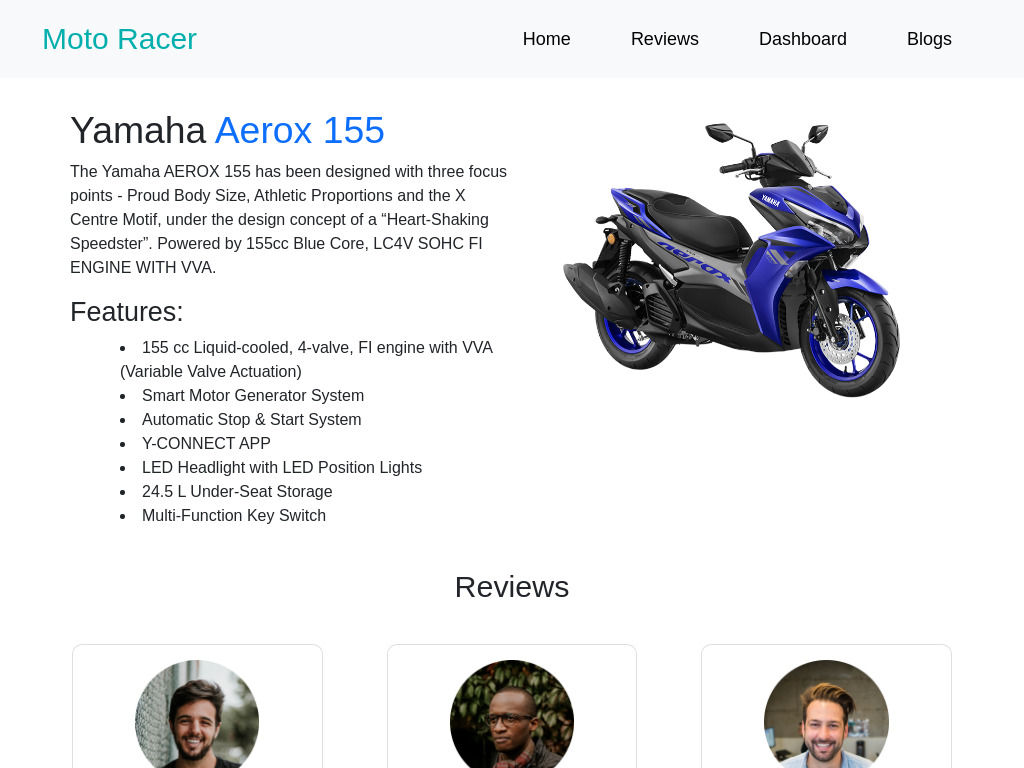 Moto Racer
Home
Reviews
Dashboard
Blogs
Yamaha Aerox 155
The Yamaha AEROX 155 has been designed with three focus
points - Proud Body Size, Athletic Proportions and the X
Centre Motif, under the design concept of a “Heart-Shaking
Speedster”. Powered by 155cc Blue Core, LC4V SOHC FI
ENGINE WITH VVA.
YAMAHA
aerox
Features:
• 155 cc Liquid-cooled, 4-valve, FI engine with VVA
(Variable Valve Actuation)
• Smart Motor Generator System
• Automatic Stop & Start System
• Y-CONNECT APP
• LED Headlight with LED Position Lights
• 24.5 L Under-Seat Storage
• Multi-Function Key Switch
Reviews